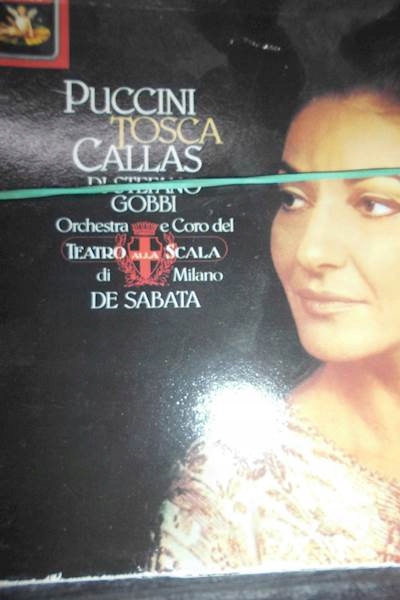 PUCCINI
TOSCA
CALLAS
DI STEFANO
GOBBI
Orchestra e Coro del
TEATRO ALLA SCALA
di Milano
DE SABATA